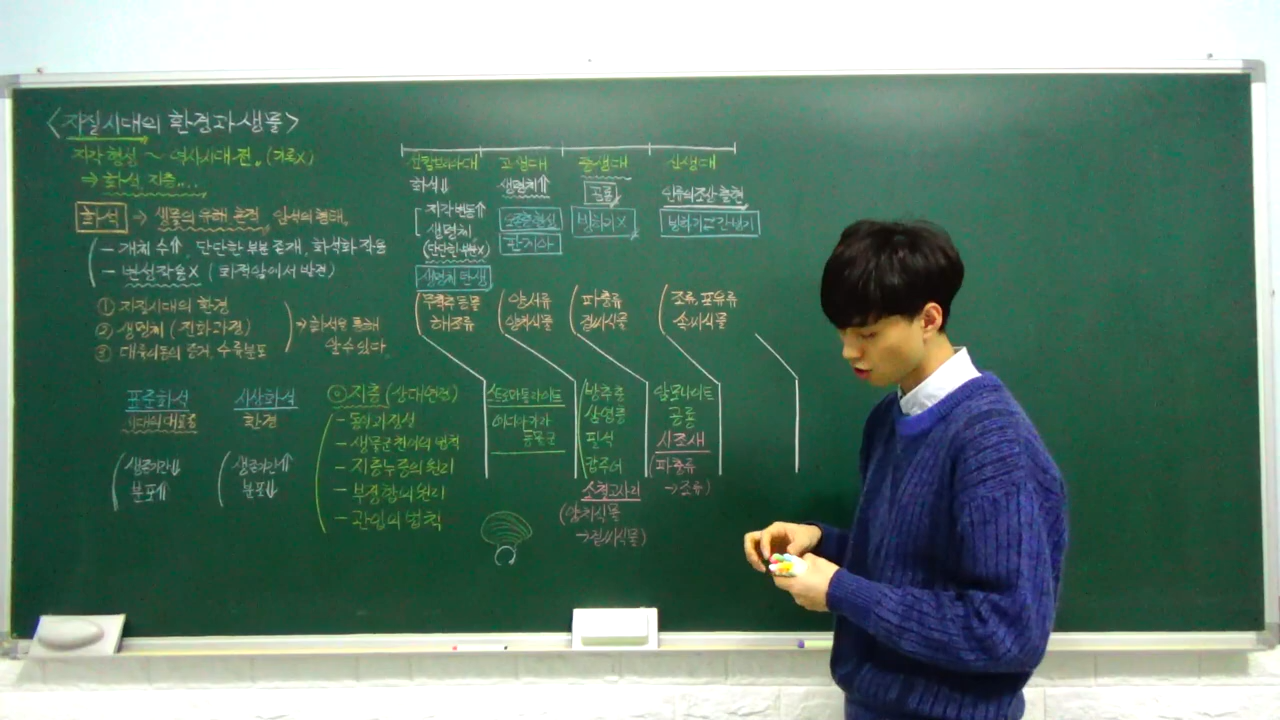 <지질시대의 환경과 생물>
지각 형성 ~ 역사시대 전. (기록X)
⇒ 화석, 지층....
화석 → 생물의 유해 흔적 암석의 형태.
- 개체 수⇑, 단단한 부분 존재, 화석화 작용
- 변성작용X (퇴적암에서 발견)
① 지질시대의 환경
② 생명체 (진화과정)
③ 대륙이동의 증거, 수륙분포
⇒ 화석을 통해
알 수 있다.
표준화석
시대의 대표종
생존기간⇓
분포⇑
시상화석
환경
생존기간⇑
분포⇓
지층 (상대연령)
- 동일과정설
- 생물군 천이의 법칙
- 지층누중의 원리
- 부정합의 원리
- 관입의 법칙
선캄브리아시대
화석⇓
지각변동⇑
생명체
(단단한 부분X)
생명체 탄생
무척추동물
해조류
스트로마톨라이트
에디아카라
동물군
고생대
생명체⇑
오존층형성
판게아
양서류
양치식물
방추충
삼엽충
필석
갑주어
소철고사리
(양치식물
→겉씨식물)
중생대
공룡
빙하기X
파충류
겉씨식물
암모나이트
공룡
시조새
(파충류
→조류)
신생대
인류의 조상 출현
빙하기⇄간빙기
조류, 포유류
속씨식물